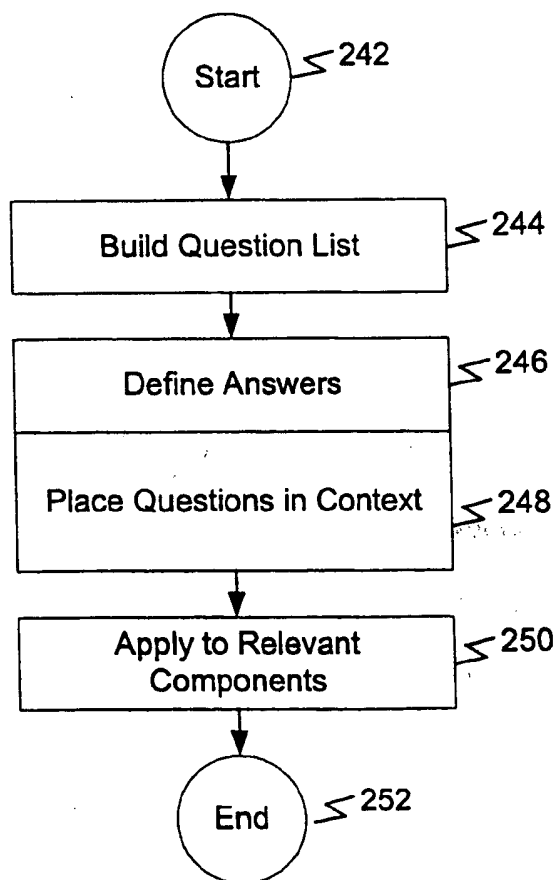 Start
242
Build Question List
244
Define Answers
246
Place Questions in Context
248
Apply to Relevant
Components
250
End
252